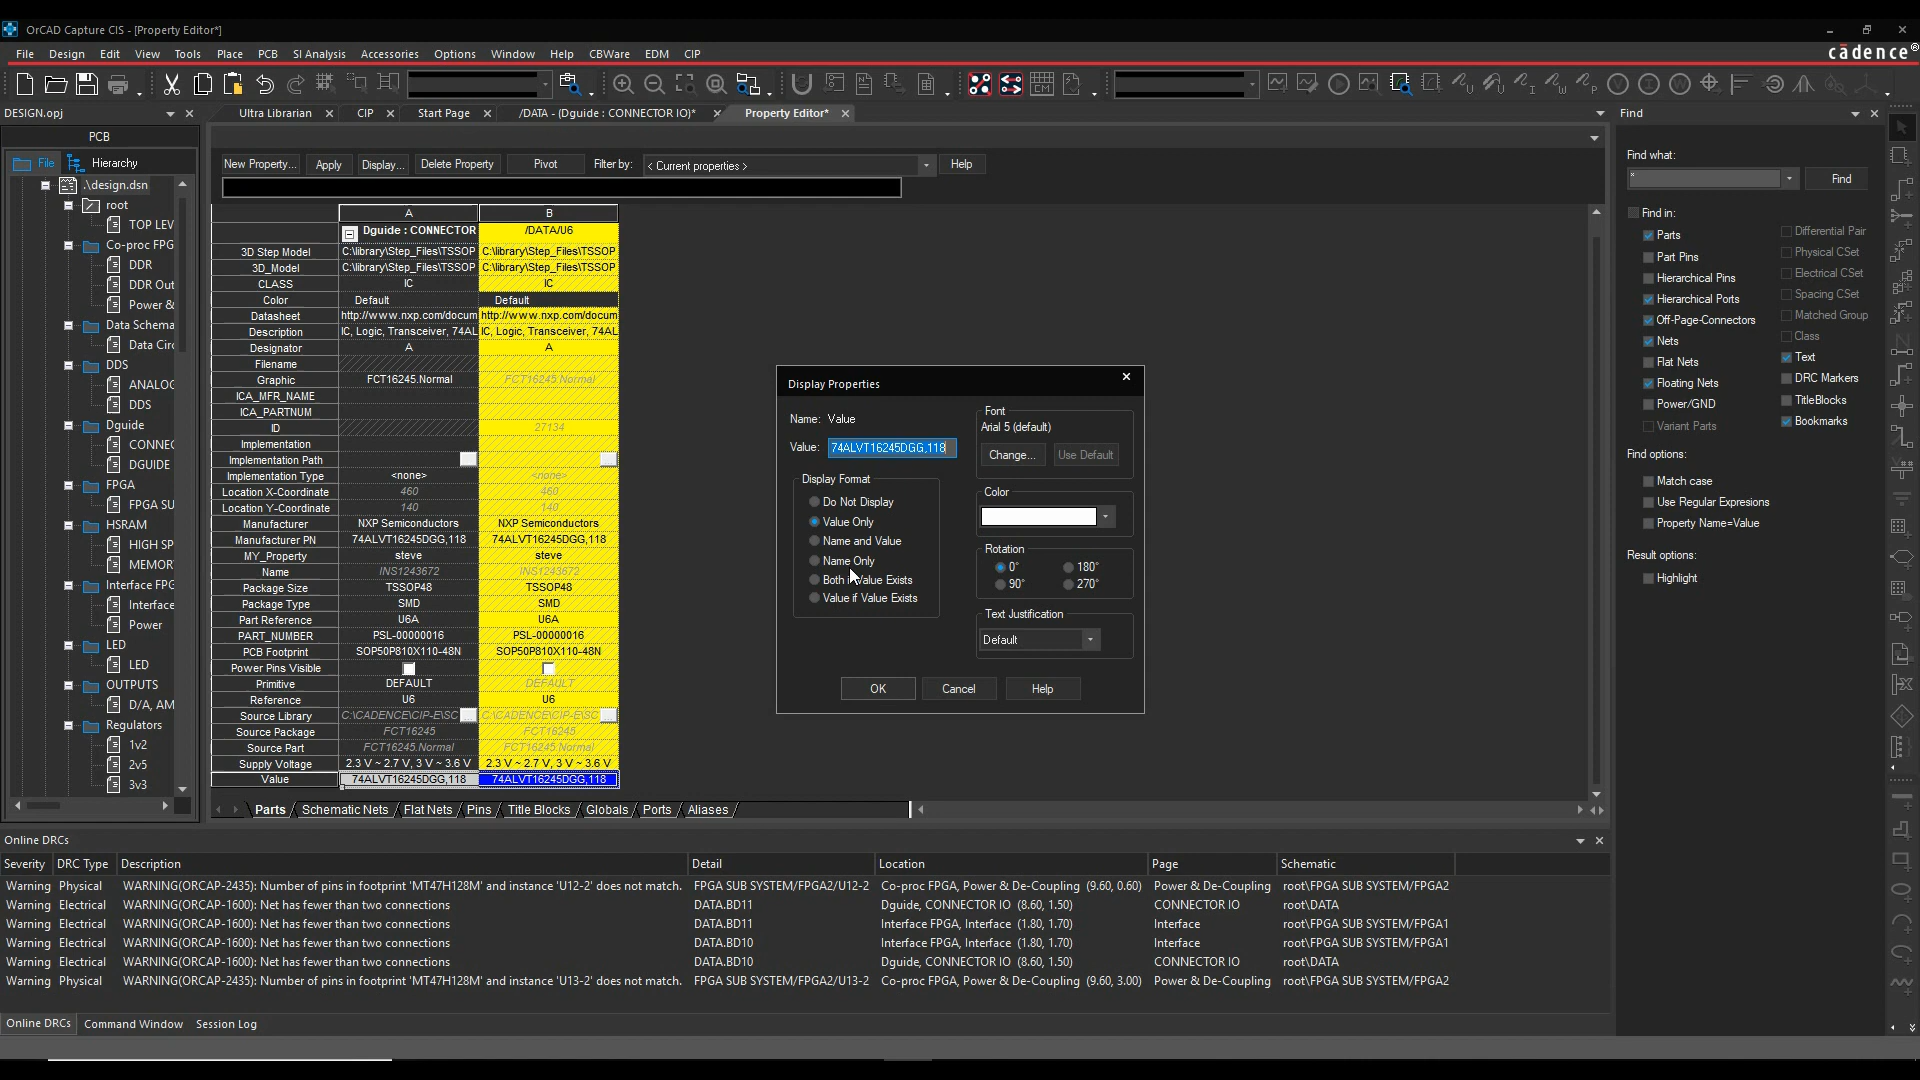 OrCAD Capture CIS - [Property Editor*]
File Design Edit View Tools Place PCB SI Analysis Accessories Options Window Help CBWare EDM CIP
cādence®
DESIGN.opj
Ultra Librarian CIP Start Page /DATA - (Dguide : CONNECTOR IO)* Property Editor*
PCB
File Hierarchy
.\design.dsn
root
TOP LEV
Co-proc FPG
DDR
DDR Out
Power &
Data Schema
Data Circ
DDS
ANALOG
DDS
Dguide
CONNEC
DGUIDE
FPGA
FPGA SU
HSRAM
HIGH SP
MEMOR
Interface FPG
Interface
Power
LED
LED
OUTPUTS
D/A, AM
Regulators
1v2
2v5
3v3
New Property... Apply Display... Delete Property Pivot Filter by: < Current properties > Help
A B
Dguide : CONNECTOR /DATA/U6
3D Step Model C:\library\Step_Files\TSSOP C:\library\Step_Files\TSSOP
3D_Model C:\library\Step_Files\TSSOP C:\library\Step_Files\TSSOP
CLASS IC IC
Color Default Default
Datasheet http://www.nxp.com/docum http://www.nxp.com/docum
Description IC, Logic, Transceiver, 74AL IC, Logic, Transceiver, 74AL
Designator A A
Filename
Graphic FCT16245.Normal FCT16245.Normal
ICA_MFR_NAME
ICA_PARTNUM
ID 27134
Implementation
Implementation Path
Implementation Type <none> <none>
Location X-Coordinate 460 460
Location Y-Coordinate 140 140
Manufacturer NXP Semiconductors NXP Semiconductors
Manufacturer PN 74ALVT16245DGG,118 74ALVT16245DGG,118
MY_Property steve steve
Name INS1243672 INS1243672
Package Size TSSOP48 TSSOP48
Package Type SMD SMD
Part Reference U6A U6A
PART_NUMBER PSL-00000016 PSL-00000016
PCB Footprint SOP50P810X110-48N SOP50P810X110-48N
Power Pins Visible
Primitive DEFAULT DEFAULT
Reference U6 U6
Source Library C:\CADENCE\CIP-E\SC C:\CADENCE\CIP-E\SC
Source Package FCT16245 FCT16245
Source Part FCT16245.Normal FCT16245.Normal
Supply Voltage 2.3 V ~ 2.7 V, 3 V ~ 3.6 V 2.3 V ~ 2.7 V, 3 V ~ 3.6 V
Value 74ALVT16245DGG,118 74ALVT16245DGG,118
Parts Schematic Nets Flat Nets Pins Title Blocks Globals Ports Aliases
Display Properties
Name: Value
Value: 74ALVT16245DGG,118
Display Format
Do Not Display
Value Only
Name and Value
Name Only
Both if Value Exists
Value if Value Exists
Font
Arial 5 (default)
Change... Use Default
Color
Rotation
0° 180°
90° 270°
Text Justification
Default
OK Cancel Help
Find
Find what:
* Find
Find in:
Parts
Part Pins
Hierarchical Pins
Hierarchical Ports
Off-Page-Connectors
Nets
Flat Nets
Floating Nets
Power/GND
Variant Parts
Differential Pair
Physical CSet
Electrical CSet
Spacing CSet
Matched Group
Class
Text
DRC Markers
TitleBlocks
Bookmarks
Find options:
Match case
Use Regular Expresions
Property Name=Value
Result options:
Highlight
Online DRCs
Severity DRC Type Description Detail Location Page Schematic
Warning Physical WARNING(ORCAP-2435): Number of pins in footprint 'MT47H128M' and instance 'U12-2' does not match. FPGA SUB SYSTEM/FPGA2/U12-2 Co-proc FPGA, Power & De-Coupling (9.60, 0.60) Power & De-Coupling root\FPGA SUB SYSTEM/FPGA2
Warning Electrical WARNING(ORCAP-1600): Net has fewer than two connections DATA.BD11 Dguide, CONNECTOR IO (8.60, 1.50) CONNECTOR IO root\DATA
Warning Electrical WARNING(ORCAP-1600): Net has fewer than two connections DATA.BD11 Interface FPGA, Interface (1.80, 1.70) Interface root\FPGA SUB SYSTEM/FPGA1
Warning Electrical WARNING(ORCAP-1600): Net has fewer than two connections DATA.BD10 Interface FPGA, Interface (1.80, 1.70) Interface root\FPGA SUB SYSTEM/FPGA1
Warning Electrical WARNING(ORCAP-1600): Net has fewer than two connections DATA.BD10 Dguide, CONNECTOR IO (8.60, 1.50) CONNECTOR IO root\DATA
Warning Physical WARNING(ORCAP-2435): Number of pins in footprint 'MT47H128M' and instance 'U13-2' does not match. FPGA SUB SYSTEM/FPGA2/U13-2 Co-proc FPGA, Power & De-Coupling (9.60, 3.00) Power & De-Coupling root\FPGA SUB SYSTEM/FPGA2
Online DRCs Command Window Session Log